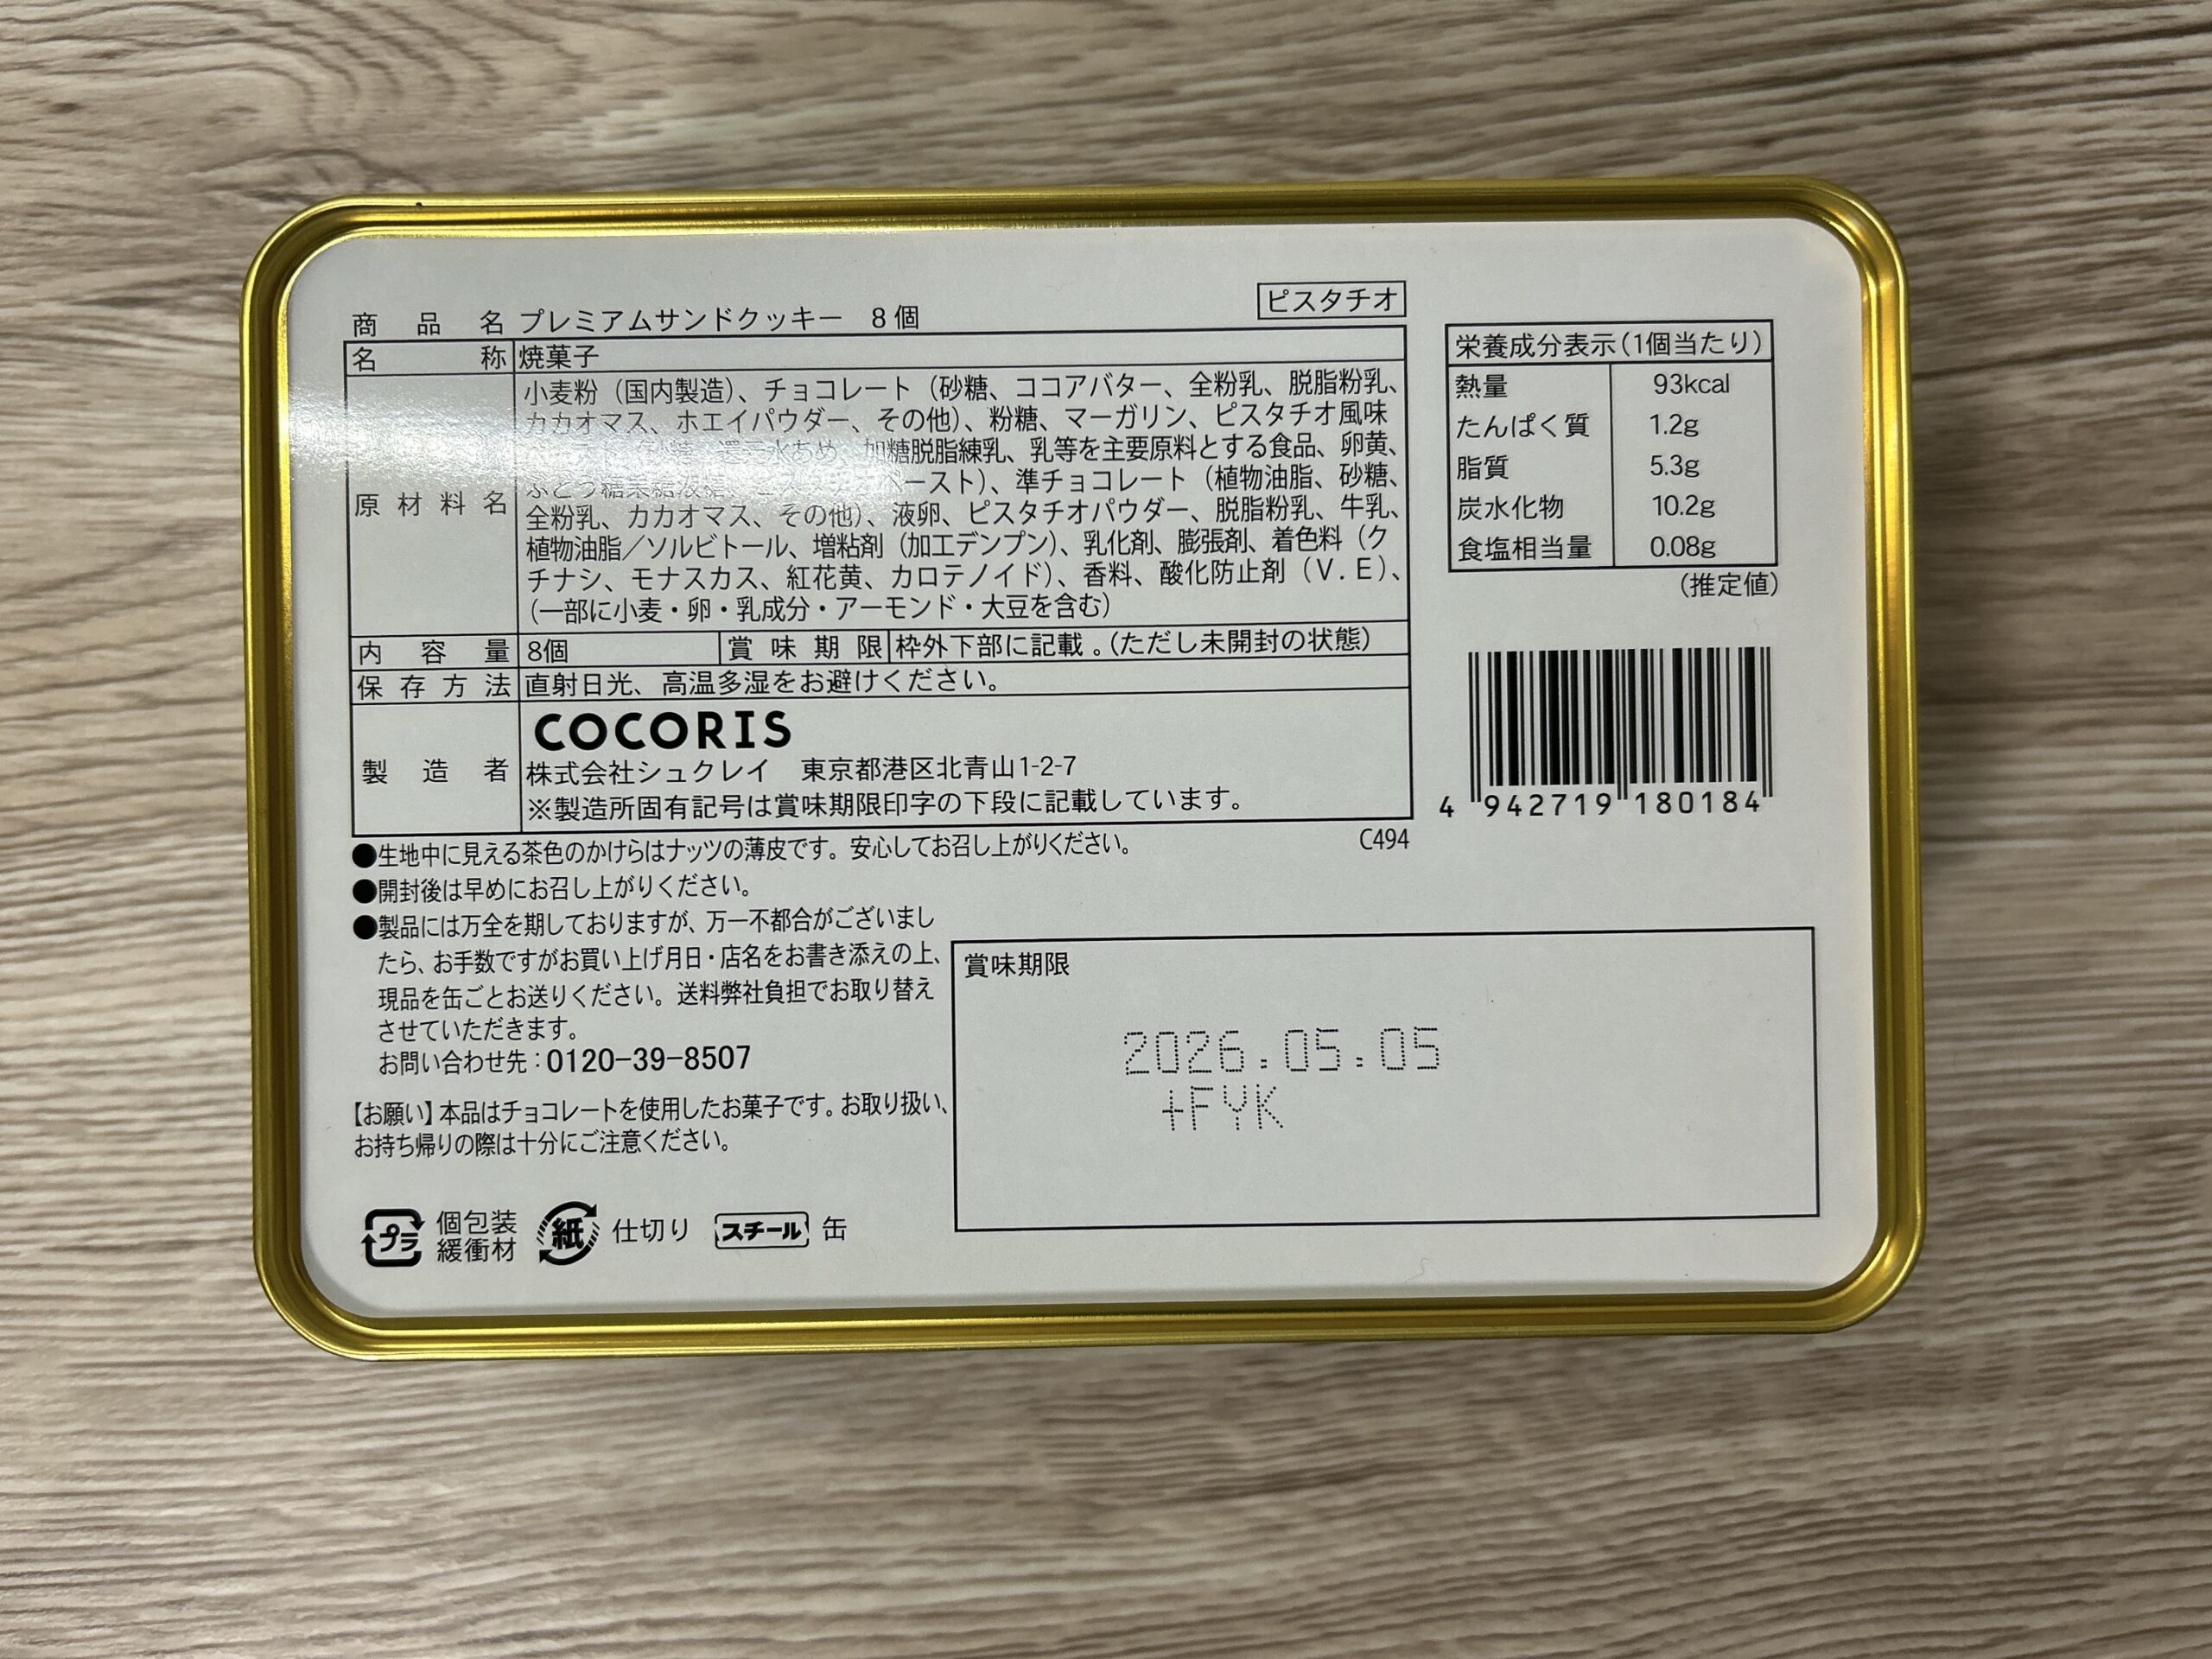 商品名 プレミアムサンドクッキー 8個
ピスタチオ
名称 焼菓子
原材料名
小麦粉(国内製造)、チョコレート(砂糖、ココアバター、全粉乳、脱脂粉乳、
カカオマス、ホエイパウダー、その他)、粉糖、マーガリン、ピスタチオ風味
砂糖、還元水あめ、加糖脱脂練乳、乳等を主要原料とする食品、卵黄、
ぶどう糖果糖液糖、ペースト)、準チョコレート(植物油脂、砂糖、
全粉乳、カカオマス、その他)、液卵、ピスタチオパウダー、脱脂粉乳、牛乳、
植物油脂/ソルビトール、増粘剤(加工デンプン)、乳化剤、膨張剤、着色料(ク
チナシ、モナスカス、紅花黄、カロテノイド)、香料、酸化防止剤(V.E)、
(一部に小麦・卵・乳成分・アーモンド・大豆を含む)
内容量 8個 賞味期限 枠外下部に記載。(ただし未開封の状態)
保存方法 直射日光、高温多湿をお避けください。
製造者
COCORIS
株式会社シュクレイ 東京都港区北青山1-2-7
※製造所固有記号は賞味期限印字の下段に記載しています。
C494
栄養成分表示(1個当たり)
熱量 93kcal
たんぱく質 1.2g
脂質 5.3g
炭水化物 10.2g
食塩相当量 0.08g
(推定値)
4 942719 180184
●生地中に見える茶色のかけらはナッツの薄皮です。安心してお召し上がりください。
●開封後は早めにお召し上がりください。
●製品には万全を期しておりますが、万一不都合がございまし
たら、お手数ですがお買い上げ月日・店名をお書き添えの上、
現品を缶ごとお送りください。送料弊社負担でお取り替え
させていただきます。
お問い合わせ先:0120-39-8507
【お願い】本品はチョコレートを使用したお菓子です。お取り扱い、
お持ち帰りの際は十分にご注意ください。
プラ 個包装
緩衝材
紙 仕切り
スチール 缶
賞味期限
2026.05.05
+FYK